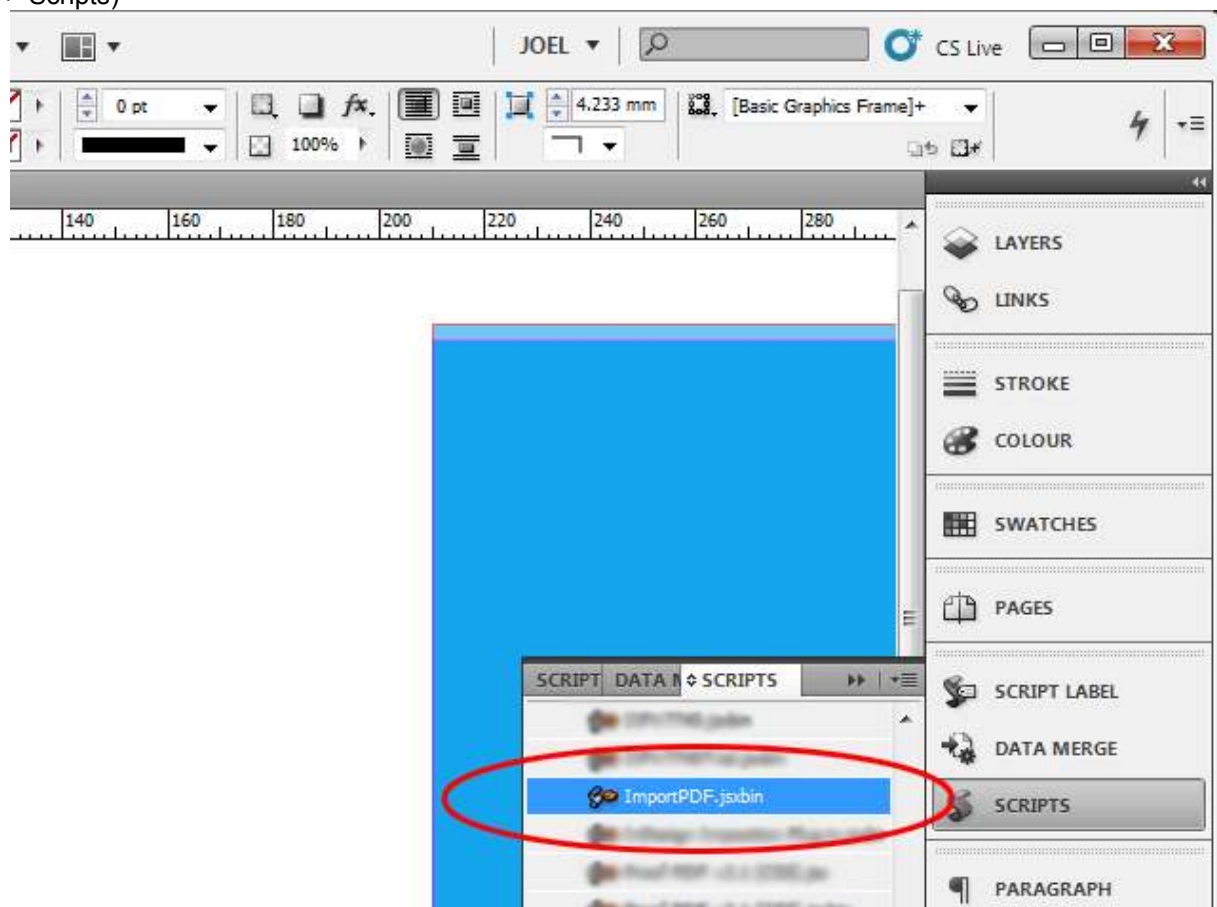 Scripts)
JOEL CS Live
0 pt 4.233 mm [Basic Graphics Frame]+
100%
140 160 180 200 220 240 260 280
LAYERS
LINKS
STROKE
COLOUR
SWATCHES
PAGES
SCRIPT DATA SCRIPTS
SCRIPT LABEL
DATA MERGE
ImportPDF.jsxbin
SCRIPTS
PARAGRAPH